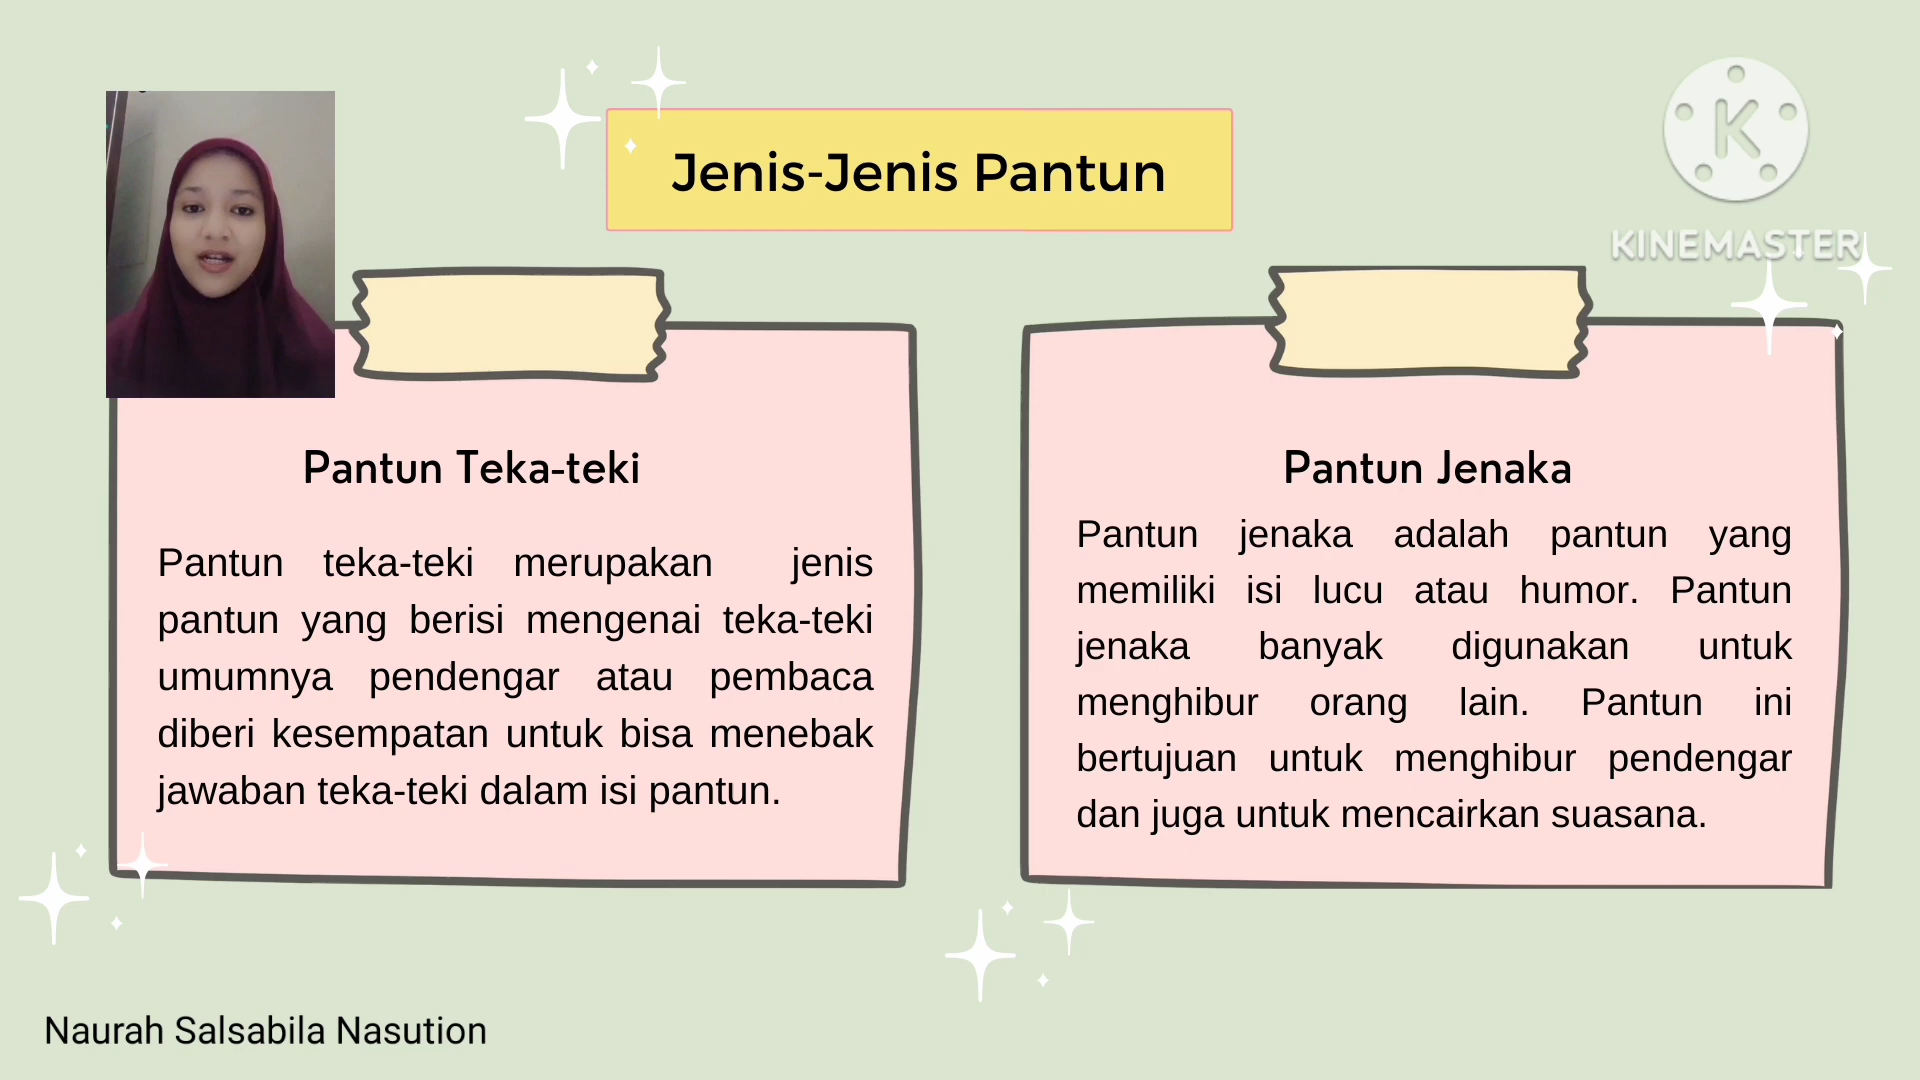 Jenis-Jenis Pantun
K
KINEMASTER
Pantun Teka-teki
Pantun teka-teki merupakan jenis
pantun yang berisi mengenai teka-teki
umumnya pendengar atau pembaca
diberi kesempatan untuk bisa menebak
jawaban teka-teki dalam isi pantun.
Pantun Jenaka
Pantun jenaka adalah pantun yang
memiliki isi lucu atau humor. Pantun
jenaka banyak digunakan untuk
menghibur orang lain. Pantun ini
bertujuan untuk menghibur pendengar
dan juga untuk mencairkan suasana.
Naurah Salsabila Nasution